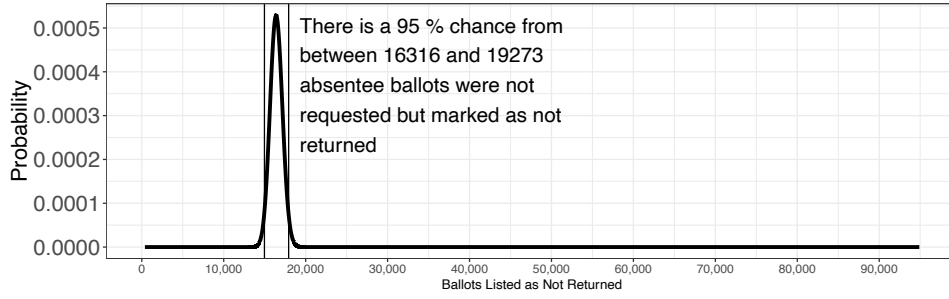 There is a 95 % chance from
between 16316 and 19273
absentee ballots were not
requested but marked as not
returned
Probability
0.0005
0.0004
0.0003
0.0002
0.0001
0.0000
0
10,000
20,000
30,000
40,000
50,000
60,000
70,000
80,000
90,000
Ballots Listed as Not Returned